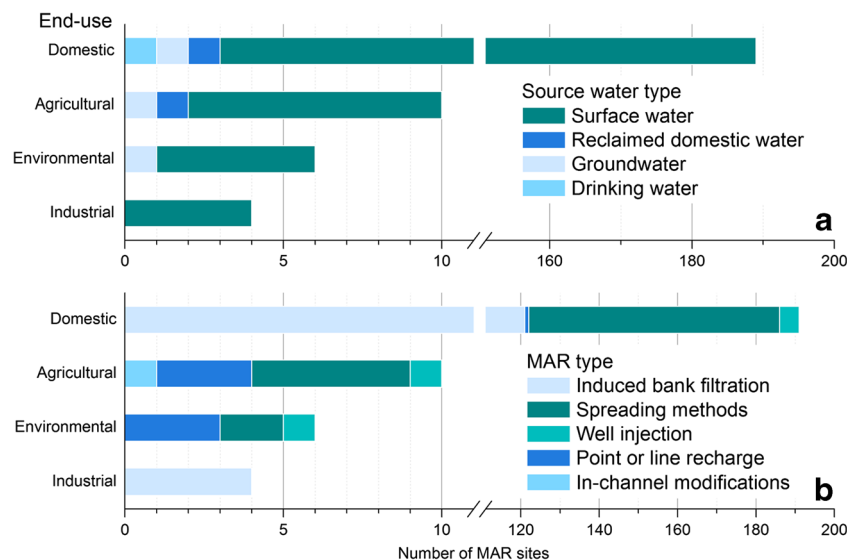 End-use
Domestic
Agricultural
Environmental
Industrial
Source water type
Surface water
Reclaimed domestic water
Groundwater
Drinking water
a
0 5 10 160 180 200
Domestic
Agricultural
Environmental
Industrial
MAR type
Induced bank filtration
Spreading methods
Well injection
Point or line recharge
In-channel modifications
b
0 5 10 120 140 160 180 200
Number of MAR sites